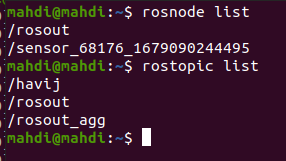 mahdi@mahdi:~$ rosnode list
/rosout
/sensor_68176_1679090244495
mahdi@mahdi:~$ rostopic list
/havij
/rosout
/rosout_agg
mahdi@mahdi:~$